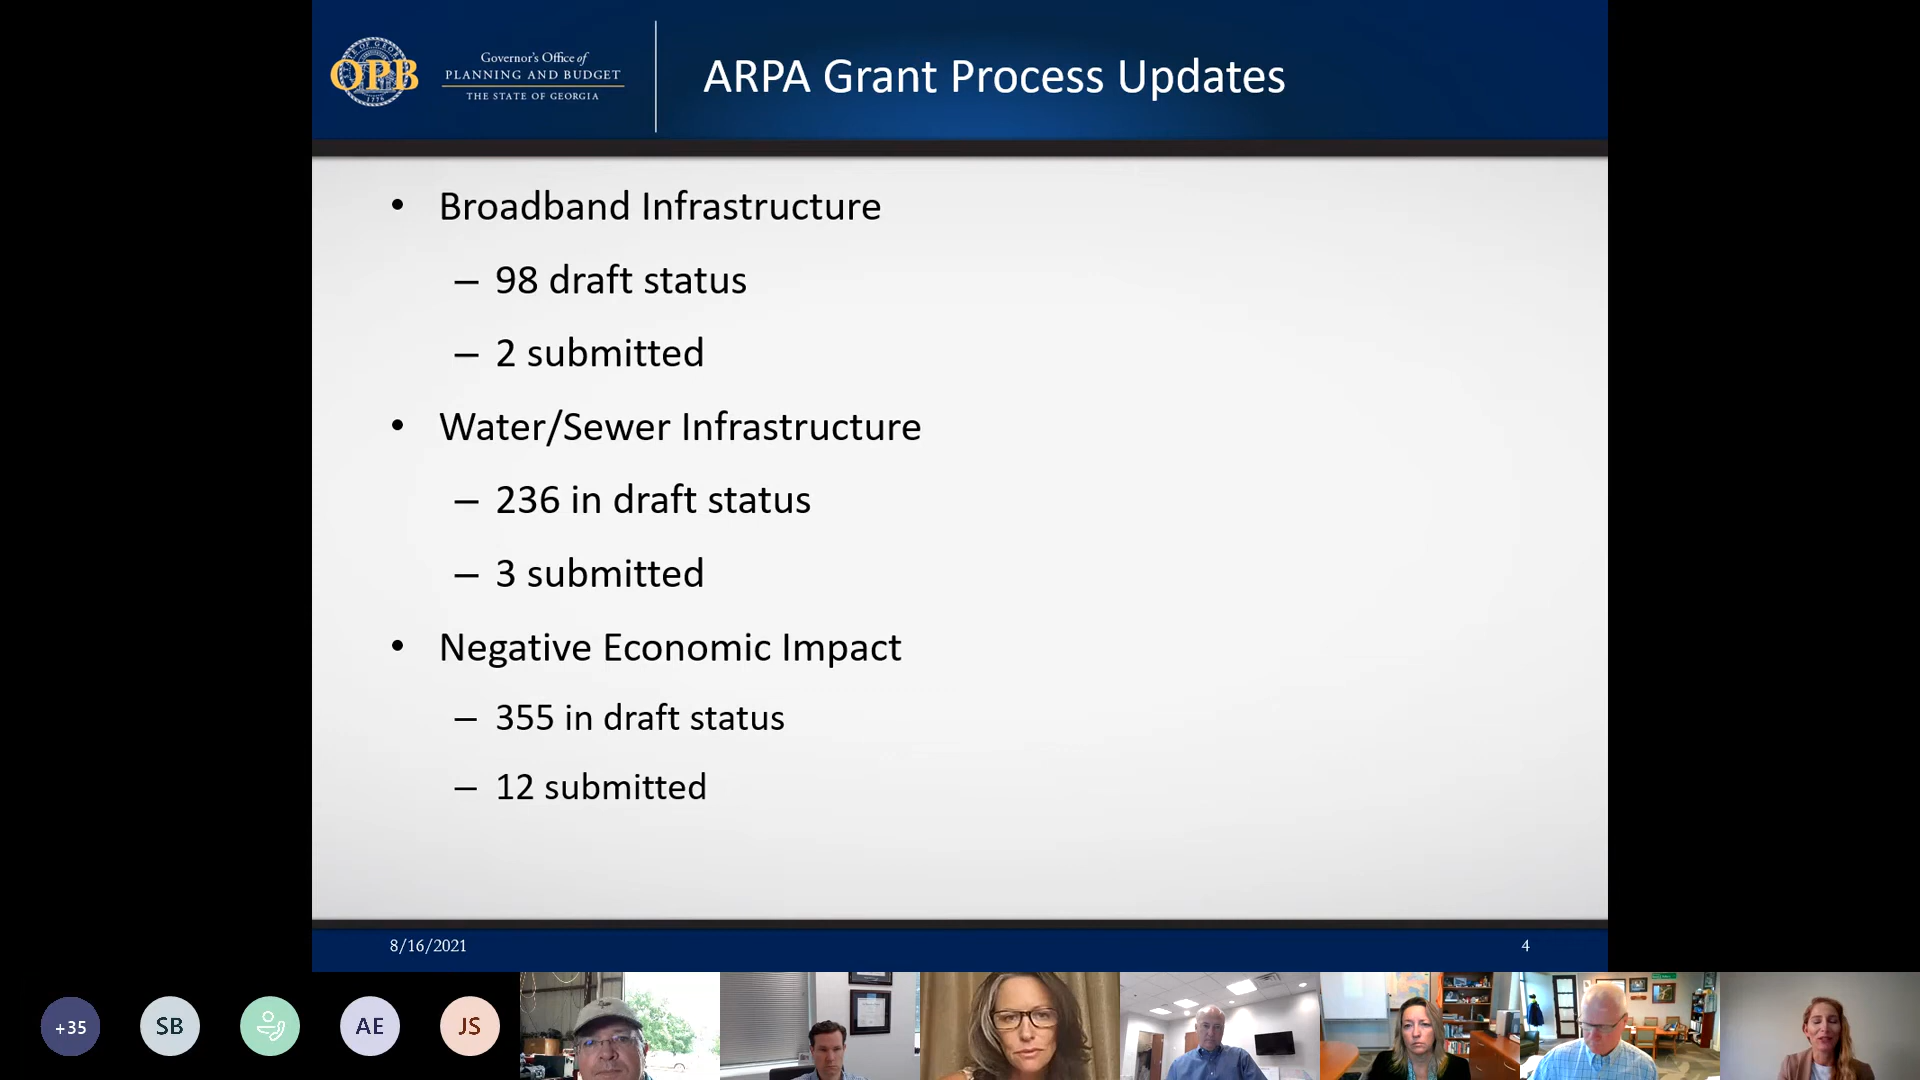 OPB
1776
Governor's Office of
PLANNING AND BUDGET
THE STATE OF GEORGIA
ARPA Grant Process Updates
• Broadband Infrastructure
– 98 draft status
– 2 submitted
• Water/Sewer Infrastructure
– 236 in draft status
– 3 submitted
• Negative Economic Impact
– 355 in draft status
– 12 submitted
8/16/2021
4
+35
SB
AE
JS